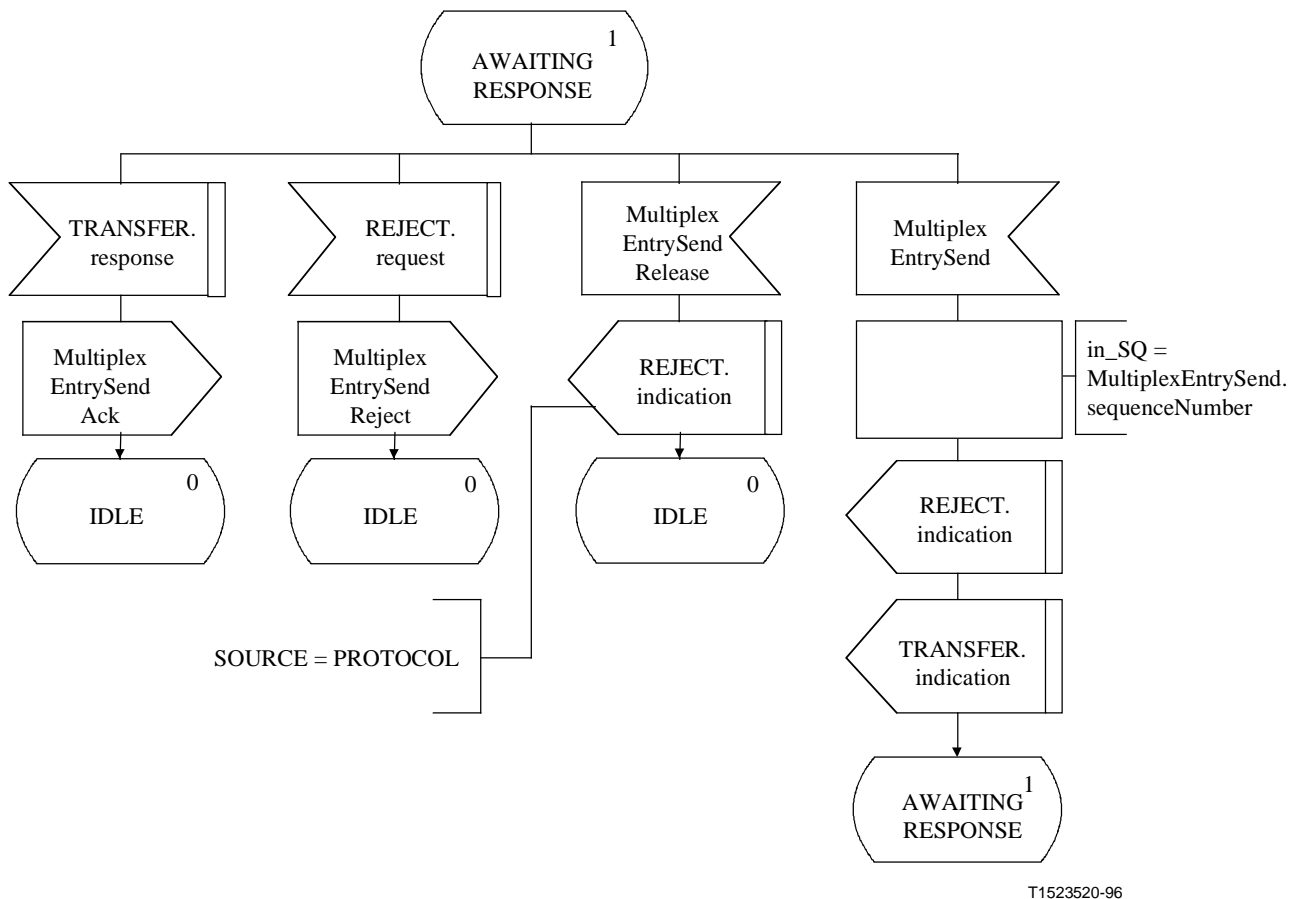 1
AWAITING
RESPONSE
TRANSFER.
response
REJECT.
request
Multiplex
EntrySend
Release
Multiplex
EntrySend
Multiplex
EntrySend
Ack
Multiplex
EntrySend
Reject
REJECT.
indication
in_SQ =
MultiplexEntrySend.
sequenceNumber
0
IDLE
0
IDLE
0
IDLE
REJECT.
indication
SOURCE = PROTOCOL
TRANSFER.
indication
1
AWAITING
RESPONSE
T1523520-96